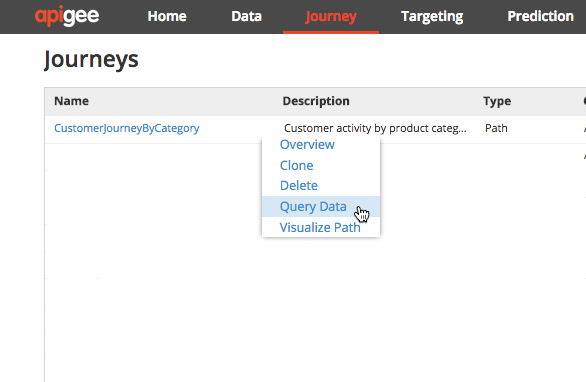 apigee Home Data Journey Targeting Prediction
Journeys
Name Description Type
CustomerJourneyByCategory Customer activity by product categ... Path
Overview
Clone
Delete
Query Data
Visualize Path